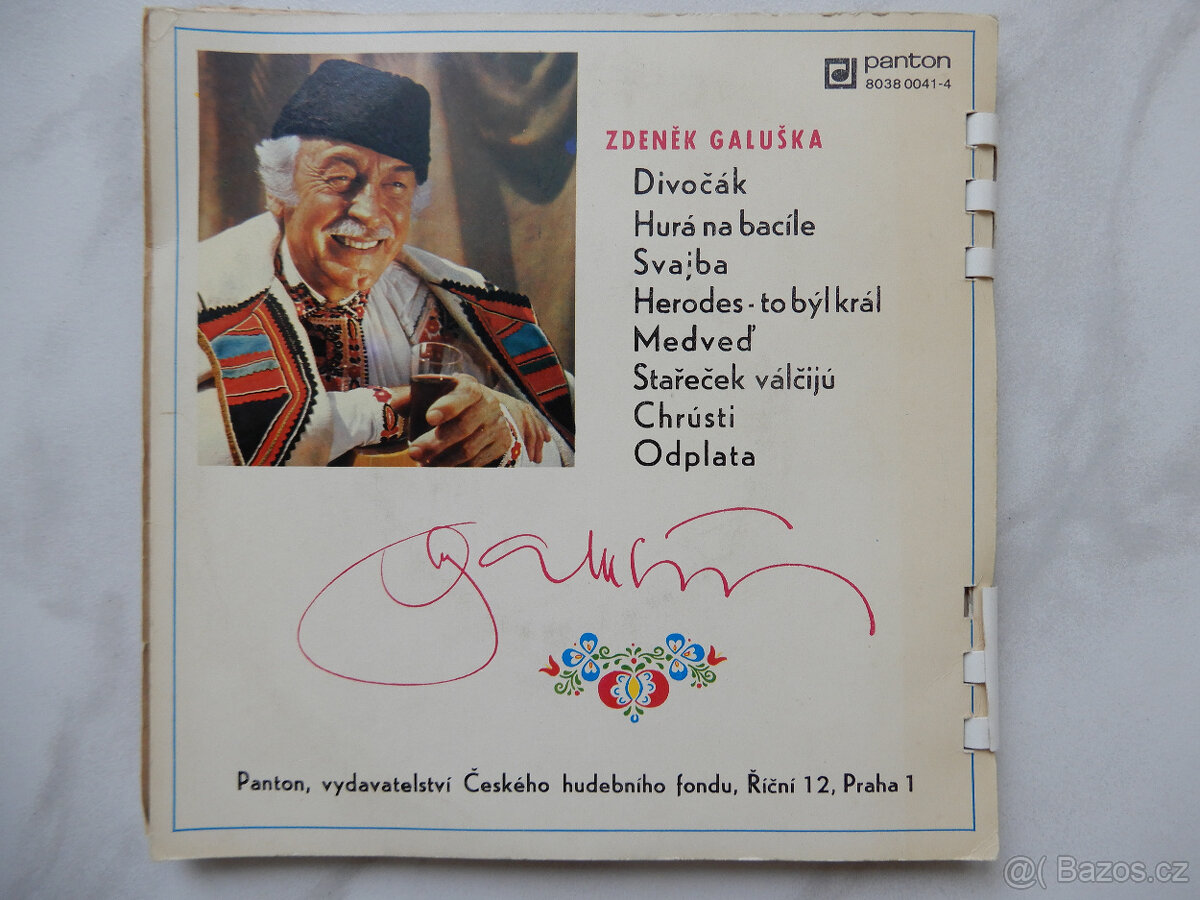 panton
8038 0041-4
ZDENĚK GALUŠKA
Divočák
Hurá na bacíle
Svajba
Herodes - to býl král
Medveď
Stařeček válčijú
Chrústi
Odplata
Panton, vydavatelství Českého hudebního fondu, Říční 12, Praha 1
@( Bazos.cz